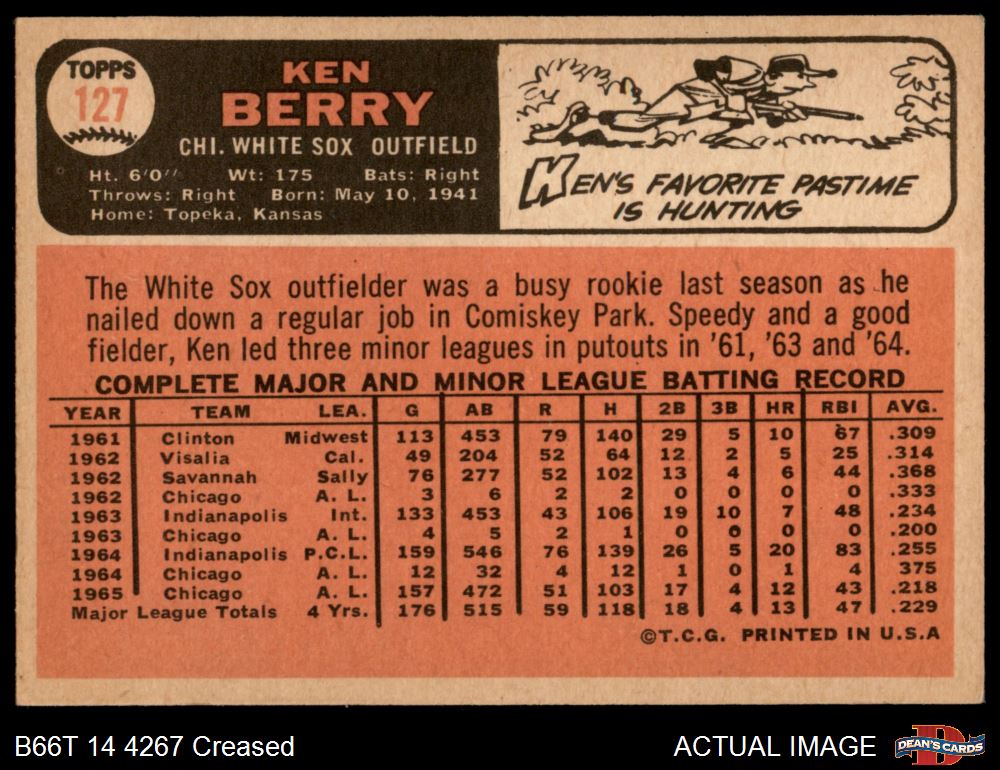 TOPPS
127
KEN
BERRY
CHI. WHITE SOX OUTFIELD
Ht. 6'0" Wt: 175 Bats: Right
Throws: Right Born: May 10, 1941
Home: Topeka, Kansas
KEN'S FAVORITE PASTIME
IS HUNTING
The White Sox outfielder was a busy rookie last season as he
nailed down a regular job in Comiskey Park. Speedy and a good
fielder, Ken led three minor leagues in putouts in '61, '63 and '64.
COMPLETE MAJOR AND MINOR LEAGUE BATTING RECORD
YEAR TEAM LEA. G AB R H 2B 3B HR RBI AVG.
1961 Clinton Midwest 113 453 79 140 29 5 10 67 .309
1962 Visalia Cal. 49 204 52 64 12 2 5 25 .314
1962 Savannah Sally 76 277 52 102 13 4 6 44 .368
1962 Chicago A. L. 3 6 2 2 0 0 0 0 .333
1963 Indianapolis Int. 133 453 43 106 19 10 7 48 .234
1963 Chicago A. L. 4 5 2 1 0 0 0 0 .200
1964 Indianapolis P.C.L. 159 546 76 139 26 5 20 83 .255
1964 Chicago A. L. 12 32 4 12 1 0 1 4 375
1965 Chicago A. L. 157 472 51 103 17 4 12 43 .218
Major League Totals 4 Yrs. 176 515 59 118 18 4 13 47 .229
©T.C.G. PRINTED IN U.S.A
B66T 14 4267 Creased
ACTUAL IMAGE
DEAN'S CARDS